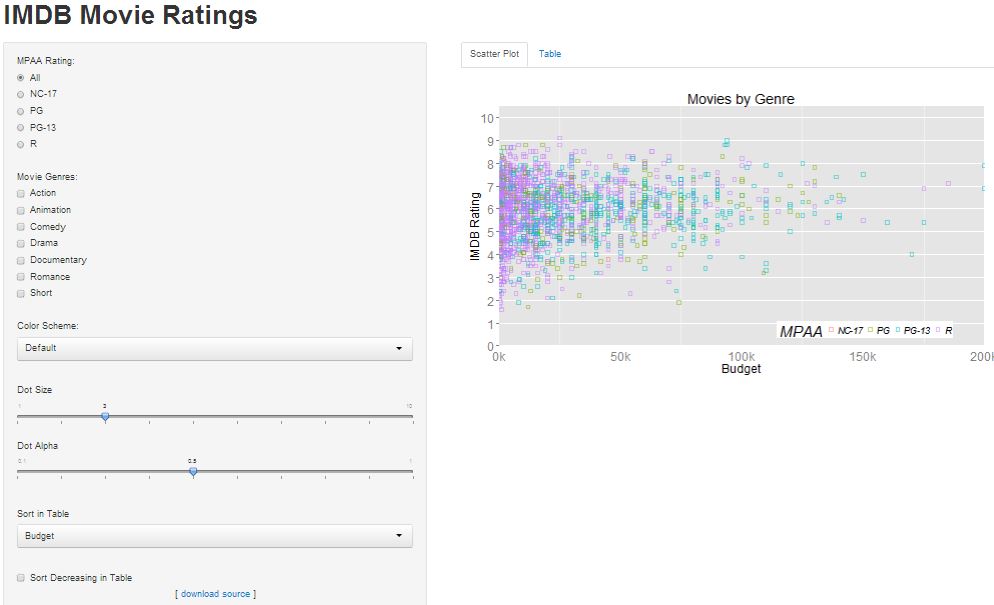 IMDB Movie Ratings
MPAA Rating:
All
NC-17
PG
PG-13
R
Movie Genres:
Action
Animation
Comedy
Drama
Documentary
Romance
Short
Color Scheme:
Default
Dot Size
1 3 10
Dot Alpha
0.1 0.5 1
Sort in Table
Budget
Sort Decreasing in Table
[ download source ]
Scatter Plot Table
Movies by Genre
IMDB Rating
10
9
8
7
6
5
4
3
2
1
0
MPAA NC-17 PG PG-13 R
0k 50k 100k 150k 200k
Budget